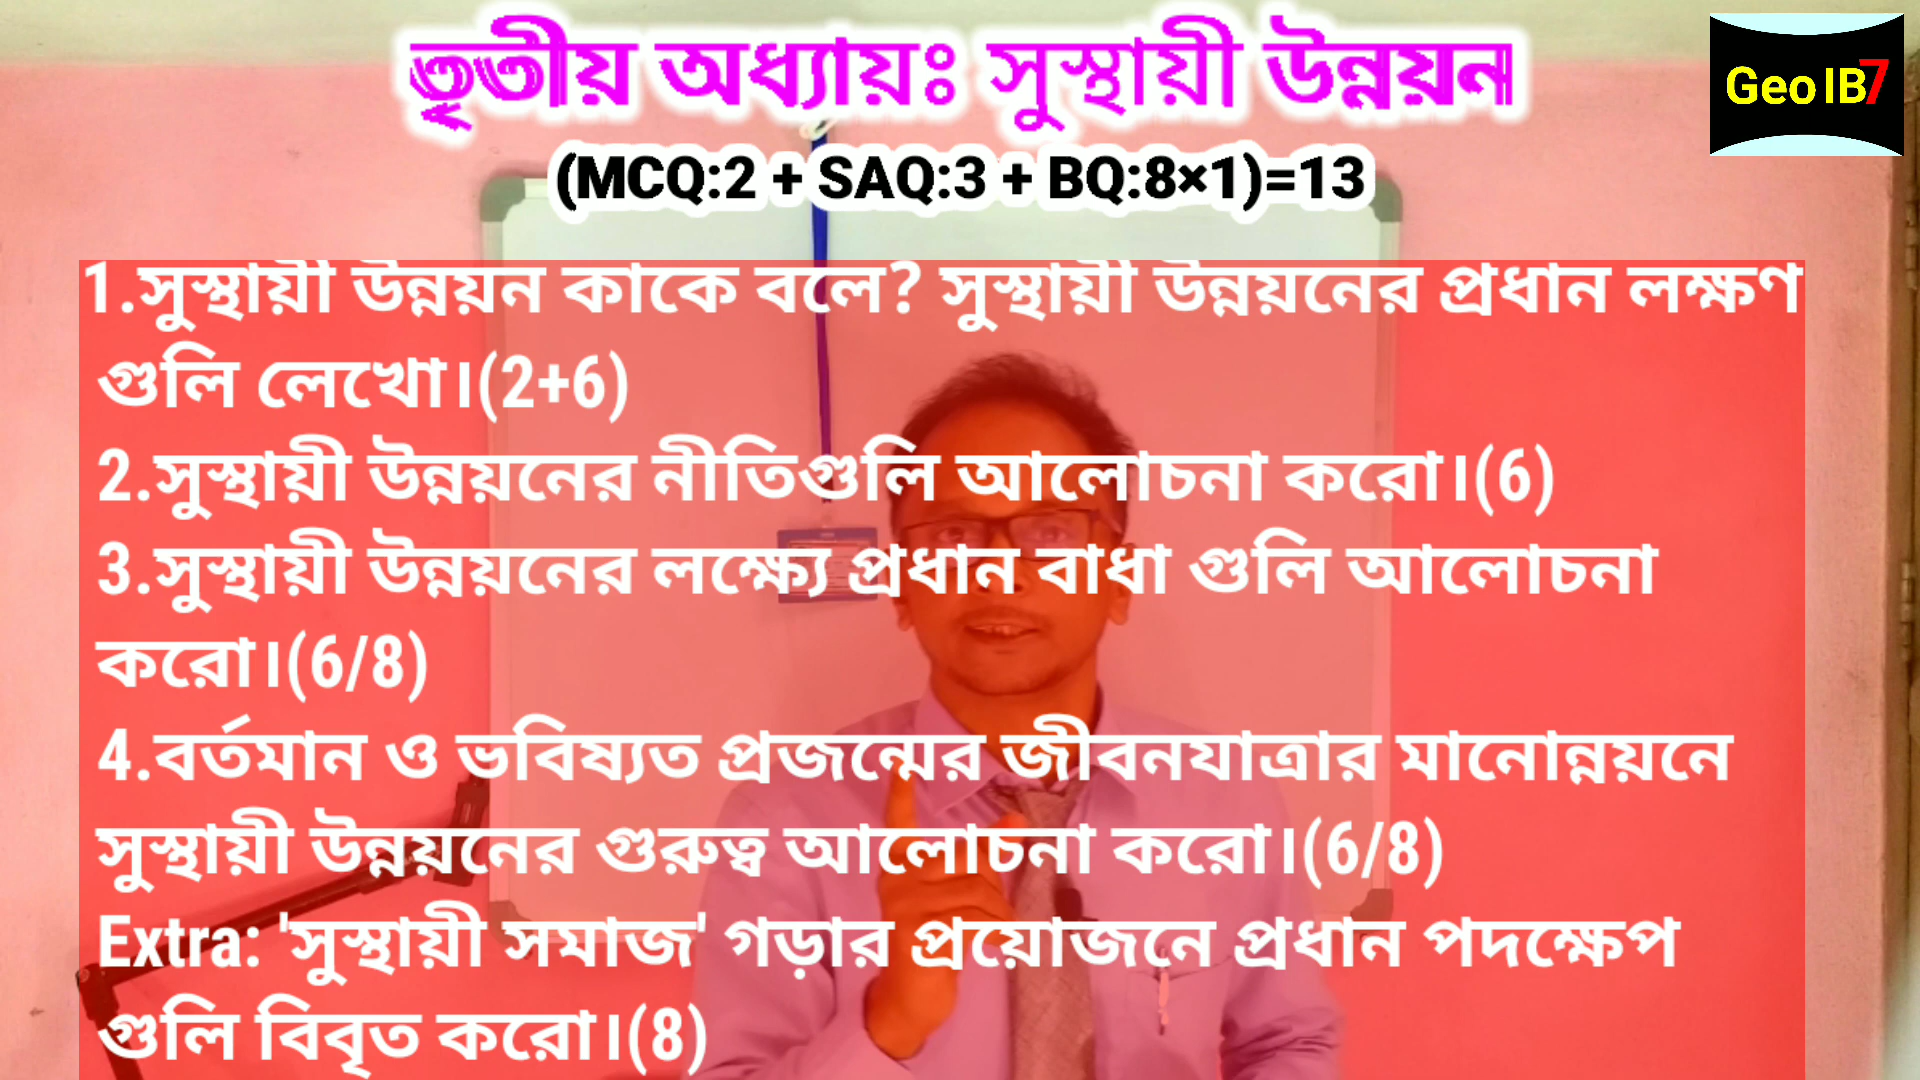 তৃতীয় অধ্যায়ঃ সুস্থায়ী উন্নয়ন
Geo IB7
(MCQ:2 + SAQ:3 + BQ:8×1)=13
1.সুস্থায়ী উন্নয়ন কাকে বলে? সুস্থায়ী উন্নয়নের প্রধান লক্ষণ
গুলি লেখো।(2+6)
2.সুস্থায়ী উন্নয়নের নীতিগুলি আলোচনা করো।(6)
3.সুস্থায়ী উন্নয়নের লক্ষ্যে প্রধান বাধা গুলি আলোচনা
করো।(6/8)
4.বর্তমান ও ভবিষ্যত প্রজন্মের জীবনযাত্রার মানোন্নয়নে
সুস্থায়ী উন্নয়নের গুরুত্ব আলোচনা করো।(6/8)
Extra: 'সুস্থায়ী সমাজ' গড়ার প্রয়োজনে প্রধান পদক্ষেপ
গুলি বিবৃত করো।(8)